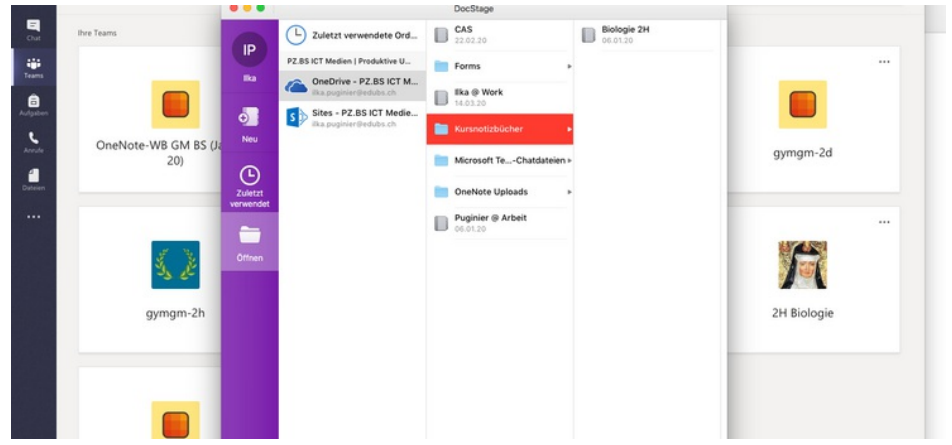 DocStage
Chat
Teams
Aufgaben
Anrufe
Dateien
Ihre Teams
OneNote-WB GM BS (Ja
20)
gymgm-2h
IP
Ilka
Neu
Zuletzt
verwendet
Öffnen
Zuletzt verwendete Ord...
PZ.BS ICT Medien | Produktive U...
OneDrive - PZ.BS ICT M...
ilka.puginier@edubs.ch
Sites - PZ.BS ICT Medie...
ilka.puginier@edubs.ch
CAS
22.02.20
Forms
Ilka @ Work
14.03.20
Kursnotizbücher
Microsoft Te...-Chatdateien
OneNote Uploads
Puginier @ Arbeit
06.01.20
Biologie 2H
06.01.20
gymgm-2d
2H Biologie